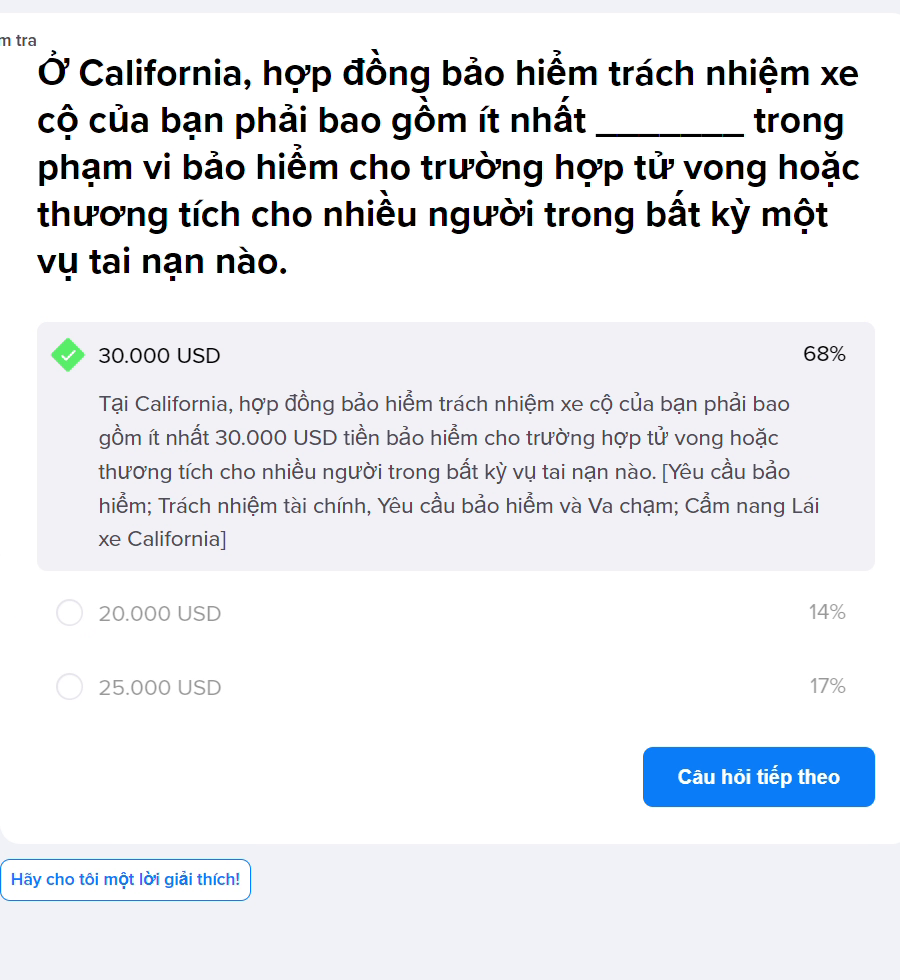 m tra
Ở California, hợp đồng bảo hiểm trách nhiệm xe
cộ của bạn phải bao gồm ít nhất _______ trong
phạm vi bảo hiểm cho trường hợp tử vong hoặc
thương tích cho nhiều người trong bất kỳ một
vụ tai nạn nào.
30.000 USD 68%
Tại California, hợp đồng bảo hiểm trách nhiệm xe cộ của bạn phải bao
gồm ít nhất 30.000 USD tiền bảo hiểm cho trường hợp tử vong hoặc
thương tích cho nhiều người trong bất kỳ vụ tai nạn nào. [Yêu cầu bảo
hiểm; Trách nhiệm tài chính, Yêu cầu bảo hiểm và Va chạm; Cẩm nang Lái
xe California]
20.000 USD 14%
25.000 USD 17%
Câu hỏi tiếp theo
Hãy cho tôi một lời giải thích!